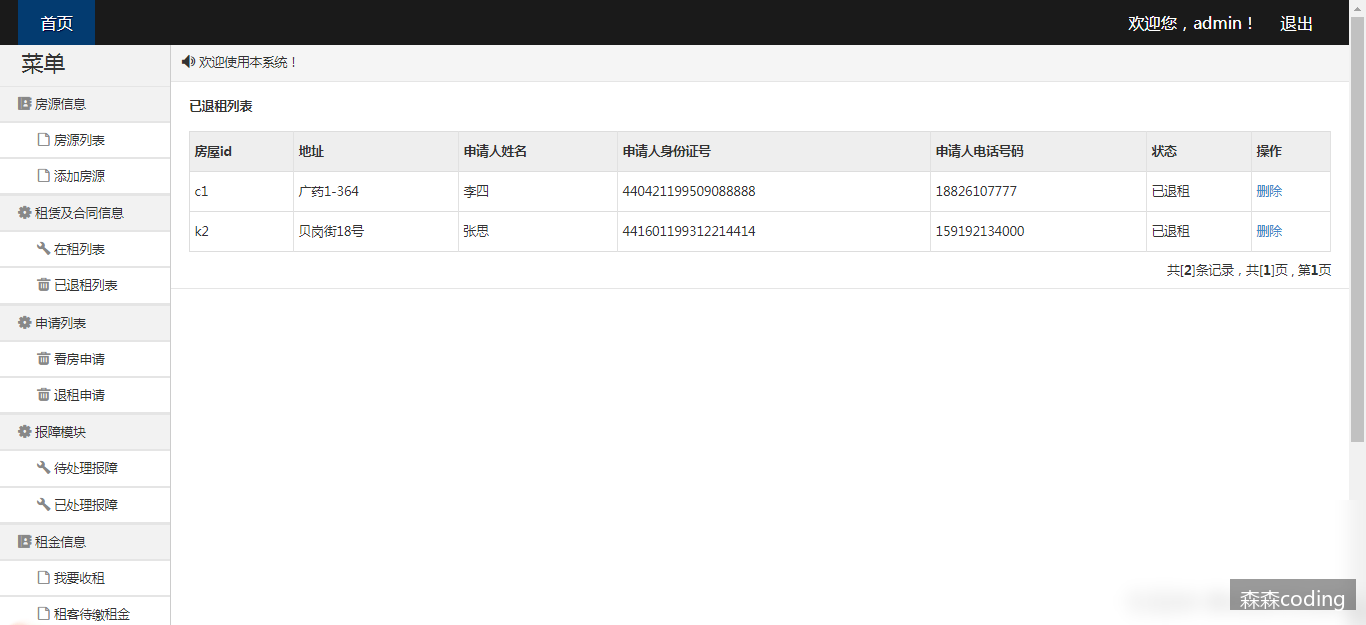 首页
欢迎您，admin！ 退出
菜单
房源信息
房源列表
添加房源
租赁及合同信息
在租列表
已退租列表
申请列表
看房申请
退租申请
报障模块
待处理报障
已处理报障
租金信息
我要收租
租客待缴租金
欢迎使用本系统！
已退租列表
房屋id 地址 申请人姓名 申请人身份证号 申请人电话号码 状态 操作
c1 广药1-364 李四 440421199509088888 18826107777 已退租 删除
k2 贝岗街18号 张思 441601199312214414 159192134000 已退租 删除
共[2]条记录，共[1]页，第1页
森森coding